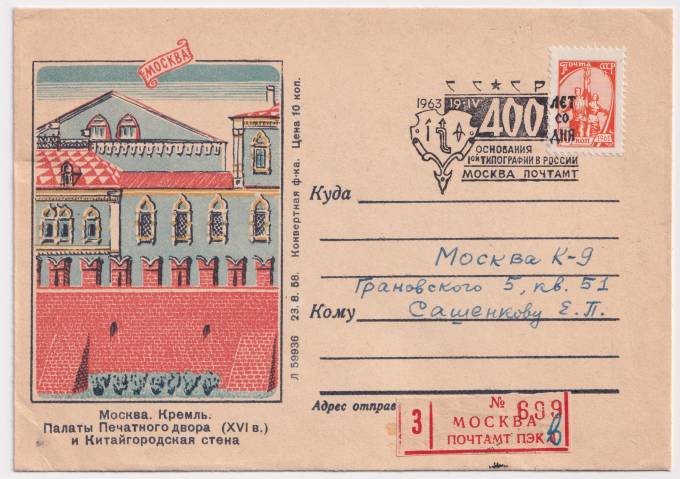 МОСКВА
Москва. Кремль.
Палаты Печатного двора (XVI в.)
и Китайгородская стена
Л 59936 23. 8. 58. Конвертная ф-ка. Цена 10 коп.
СССР
1963 19·IV 400 ЛЕТ
СО
ДНЯ
ОСНОВАНИЯ
1ой ТИПОГРАФИИ В РОССИИ
МОСКВА ПОЧТАМТ
Почта СССР
КОП 1961
Куда
Москва К-9
Грановского 5, кв. 51
Кому Сашенкову Е.П.
Адрес отправ
З № 699
МОСКВА
ПОЧТАМТ ПЭК